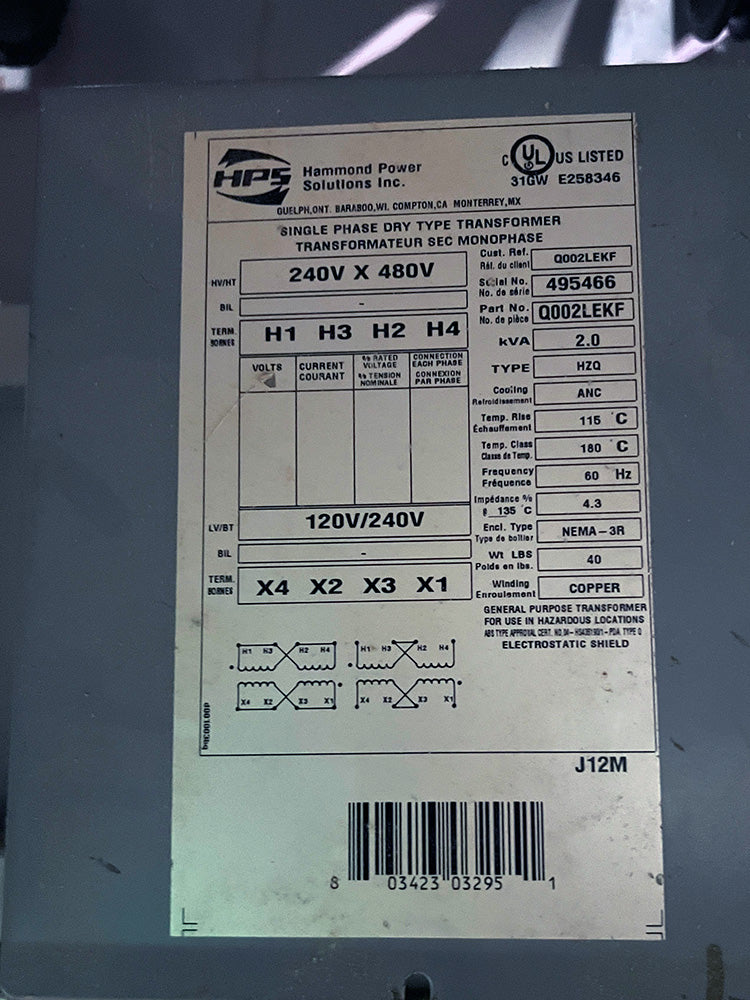 HPS
Hammond Power
Solutions Inc.
C UL US LISTED
31GW E258346
GUELPH,ONT. BARABOO,WI. COMPTON,CA MONTERREY,MX
SINGLE PHASE DRY TYPE TRANSFORMER
TRANSFORMATEUR SEC MONOPHASE
HV/HT 240V X 480V
BIL -
TERM. BORNES H1 H3 H2 H4
VOLTS
CURRENT
COURANT
% RATED
VOLTAGE
% TENSION
NOMINALE
CONNECTION
EACH PHASE
CONNEXION
PAR PHASE
LV/BT 120V/240V
BIL -
TERM. BORNES X4 X2 X3 X1
Cust. Ref.
Réf. du client
Q002LEKF
Serial No.
No. de série
495466
Part No.
No. de pièce
Q002LEKF
kVA 2.0
TYPE HZQ
Cooling
Refroidissement
ANC
Temp. Rise
Échauffement
115 °C
Temp. Class
Classe de Temp.
180 °C
Frequency
Fréquence
60 Hz
Impédance %
@ 135 °C
4.3
Encl. Type
Type de boîtier
NEMA-3R
Wt LBS
Poids en lbs.
40
Winding
Enroulement
COPPER
GENERAL PURPOSE TRANSFORMER
FOR USE IN HAZARDOUS LOCATIONS
ABS TYPE APPROVAL CERT. NO.
TYPE Q
ELECTROSTATIC SHIELD
H1 H3 H2 H4
H1 H3 H2 H4
X4 X2 X3 X1
X4 X2 X3 X1
J12M
8 03423 03295 1